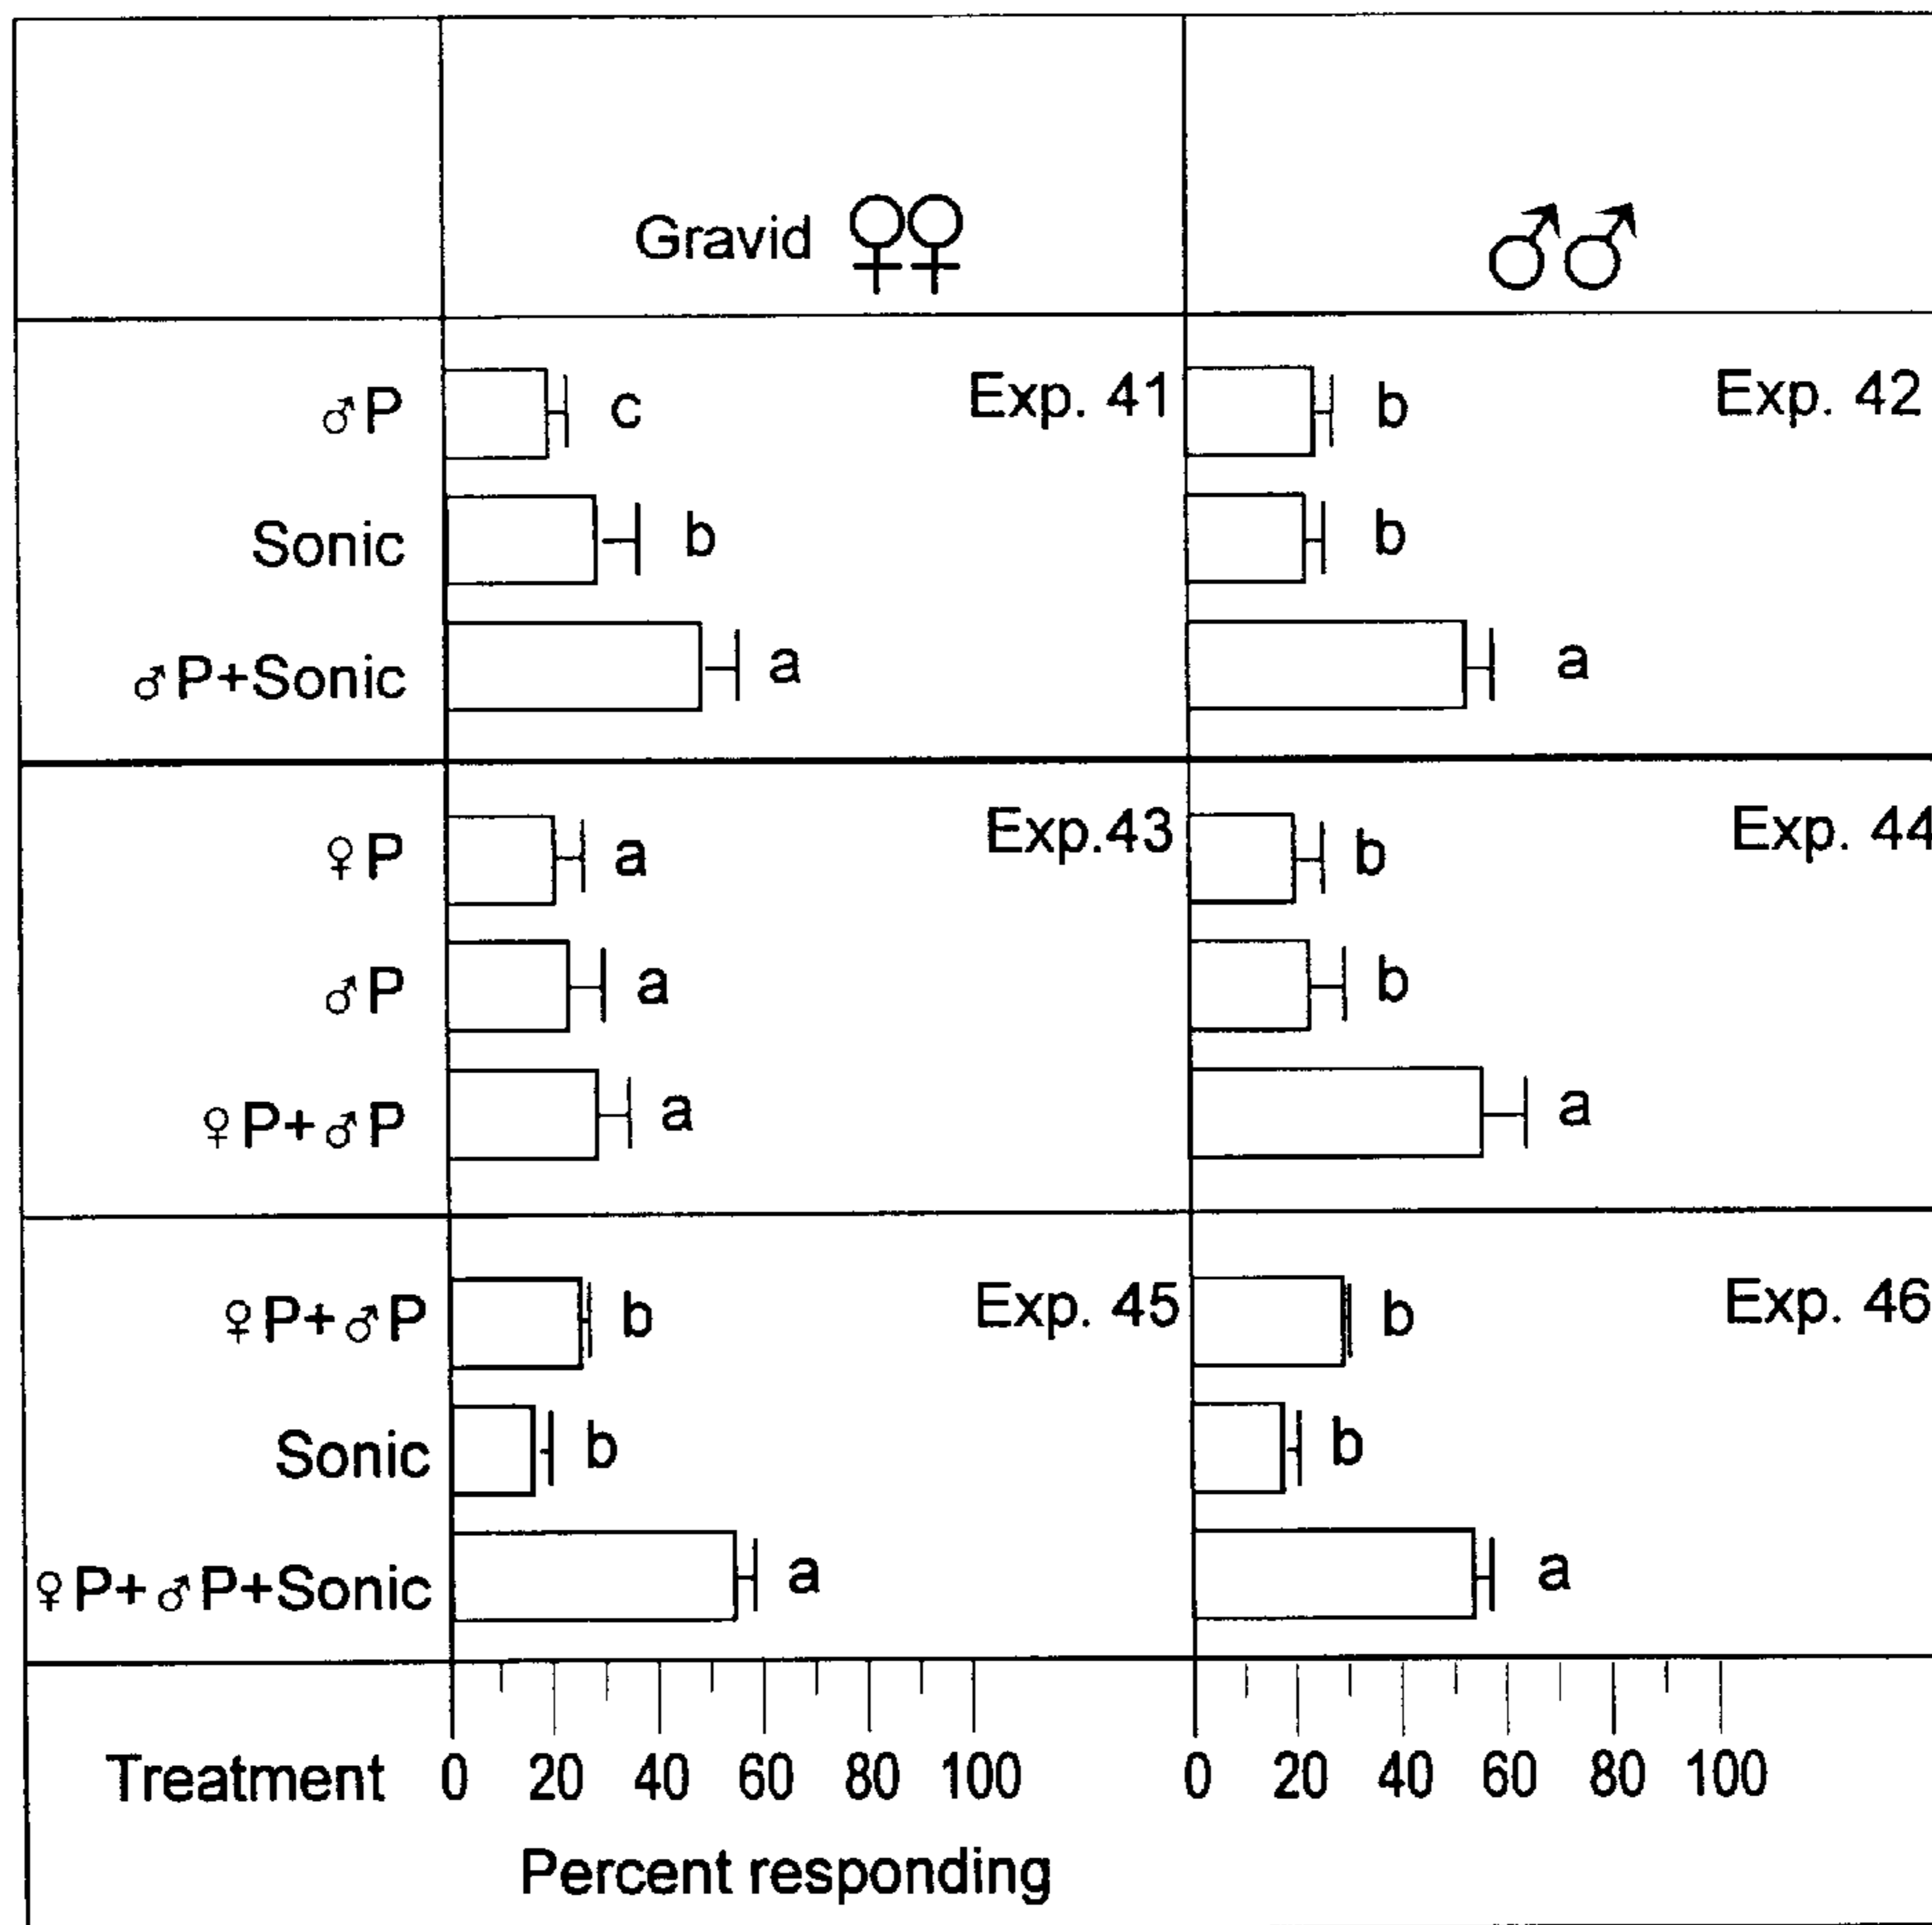 Gravid ♀♀ ♂♂
♂P c Exp. 41 b Exp. 42
Sonic b b
♂P+Sonic a a
♀P a Exp.43 b Exp. 44
♂P a b
♀P+♂P a a
♀P+♂P b Exp. 45 b Exp. 46
Sonic b b
♀P+♂P+Sonic a a
Treatment 0 20 40 60 80 100 0 20 40 60 80 100
Percent responding